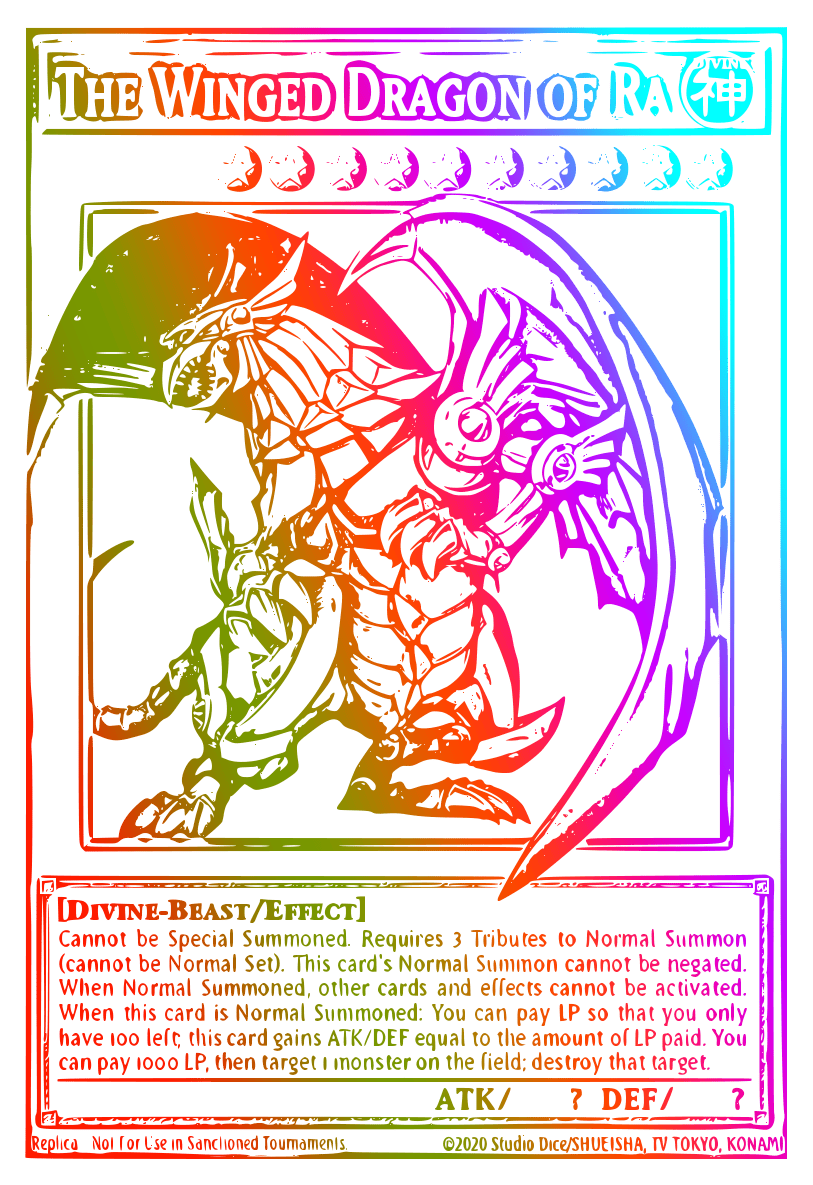 The Winged Dragon of Ra
DIVINE
神
[Divine-Beast/Effect]
Cannot be Special Summoned. Requires 3 Tributes to Normal Summon
(cannot be Normal Set). This card's Normal Summon cannot be negated.
When Normal Summoned, other cards and effects cannot be activated.
When this card is Normal Summoned: You can pay LP so that you only
have 100 left; this card gains ATK/DEF equal to the amount of LP paid. You
can pay 1000 LP, then target 1 monster on the field; destroy that target.
ATK/ ? DEF/ ?
Replica Not For Use in Sanctioned Tournaments.
©2020 Studio Dice/SHUEISHA, TV TOKYO, KONAMI